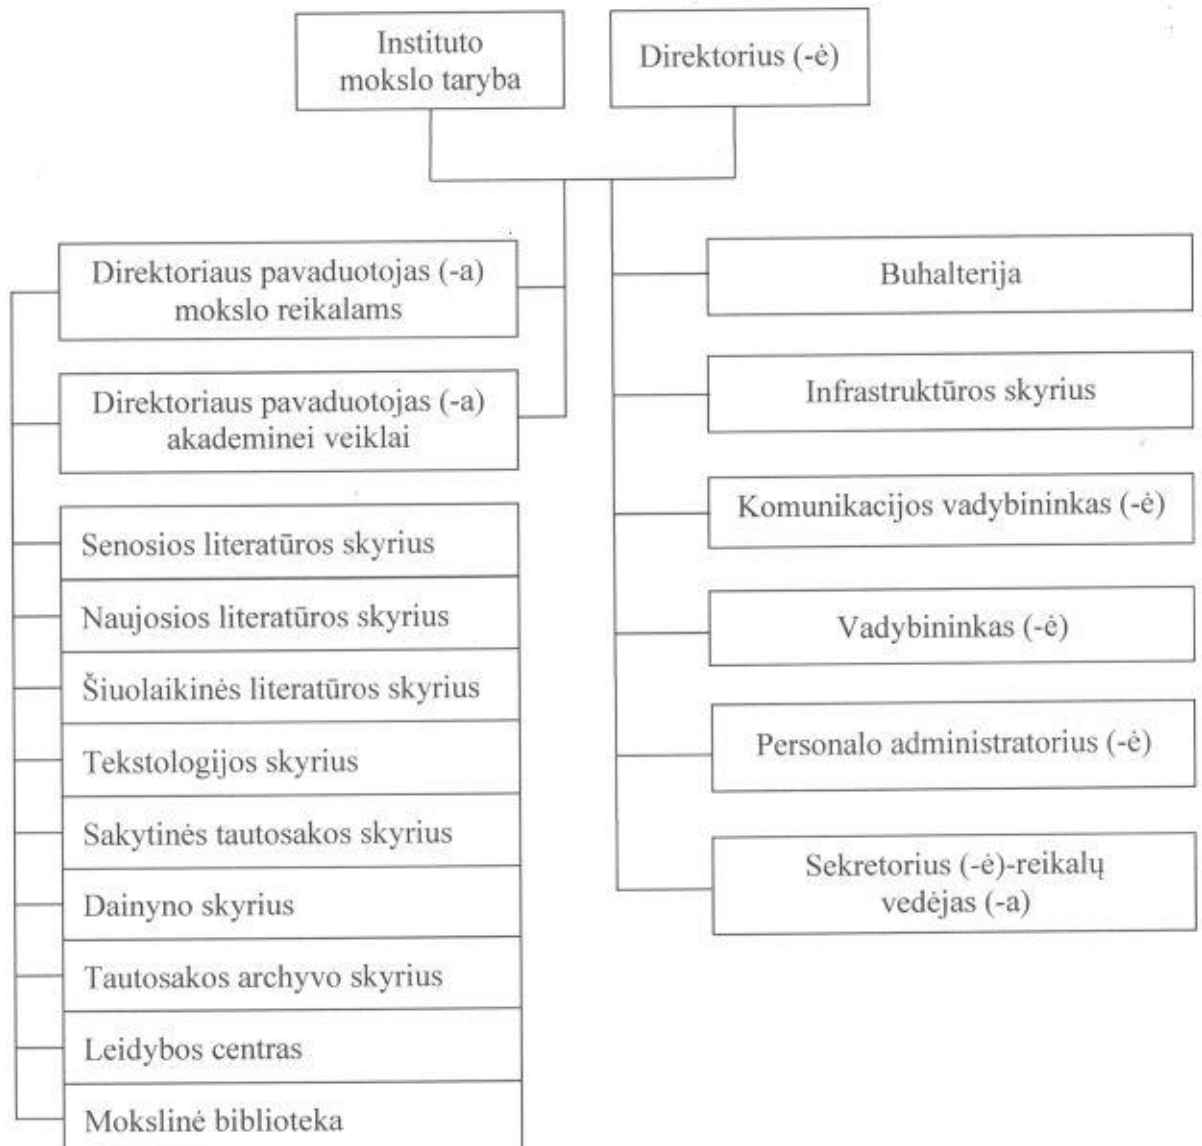 Instituto
mokslo taryba
Direktorius (-ė)
Direktoriaus pavaduotojas (-a)
mokslo reikalams
Direktoriaus pavaduotojas (-a)
akademinei veiklai
Senosios literatūros skyrius
Naujosios literatūros skyrius
Šiuolaikinės literatūros skyrius
Tekstologijos skyrius
Sakytinės tautosakos skyrius
Dainyno skyrius
Tautosakos archyvo skyrius
Leidybos centras
Mokslinė biblioteka
Buhalterija
Infrastruktūros skyrius
Komunikacijos vadybininkas (-ė)
Vadybininkas (-ė)
Personalo administratorius (-ė)
Sekretorius (-ė)-reikalų
vedėjas (-a)